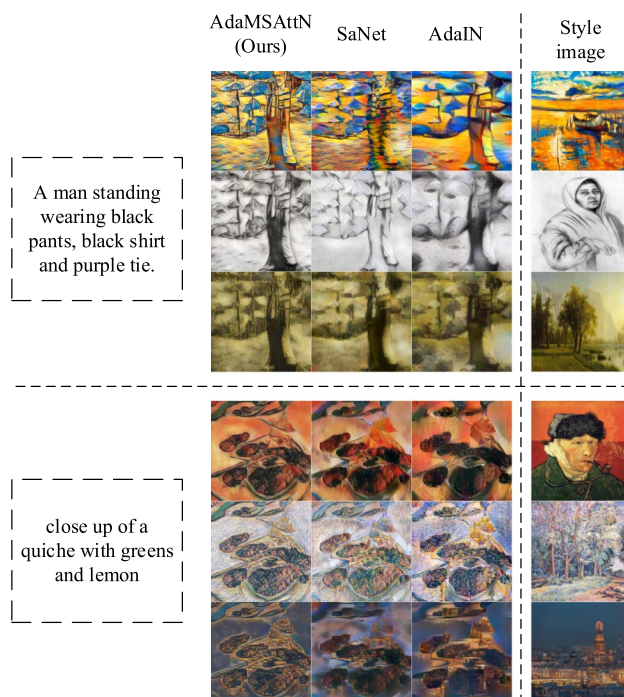 AdaMSAttN
(Ours)
SaNet
AdaIN
Style
image
A man standing
wearing black
pants, black shirt
and purple tie.
close up of a
quiche with greens
and lemon